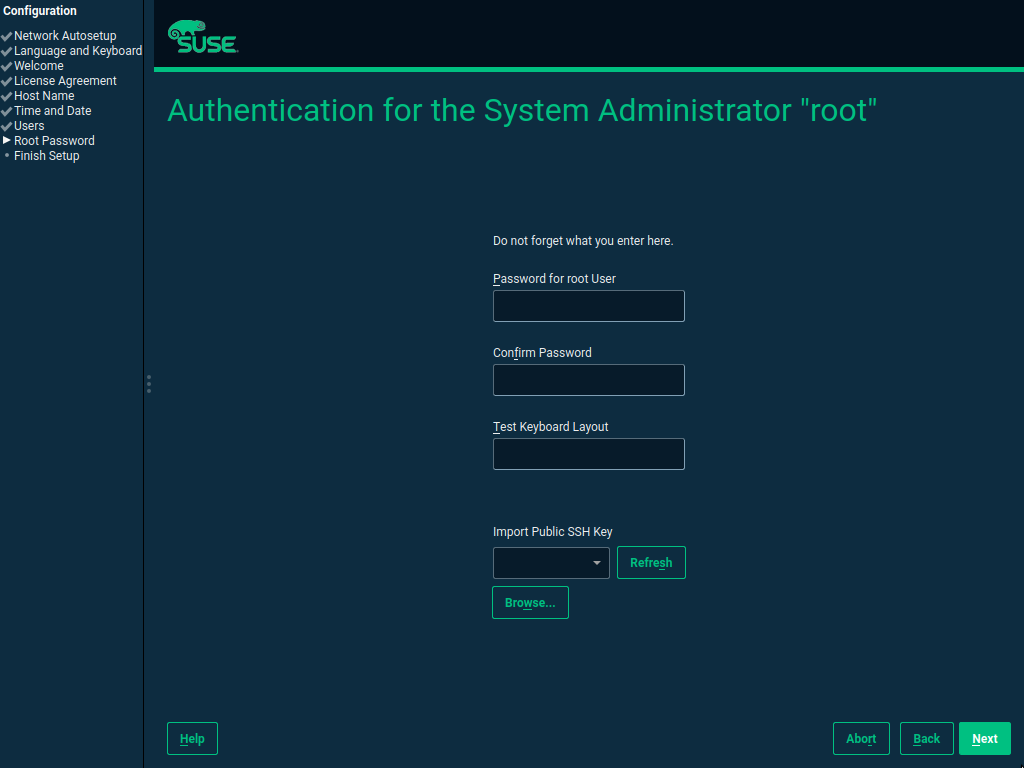 Configuration
Network Autosetup
Language and Keyboard
Welcome
License Agreement
Host Name
Time and Date
Users
Root Password
Finish Setup
SUSE
Authentication for the System Administrator "root"
Do not forget what you enter here.
Password for root User
Confirm Password
Test Keyboard Layout
Import Public SSH Key
Refresh
Browse...
Help
Abort
Back
Next